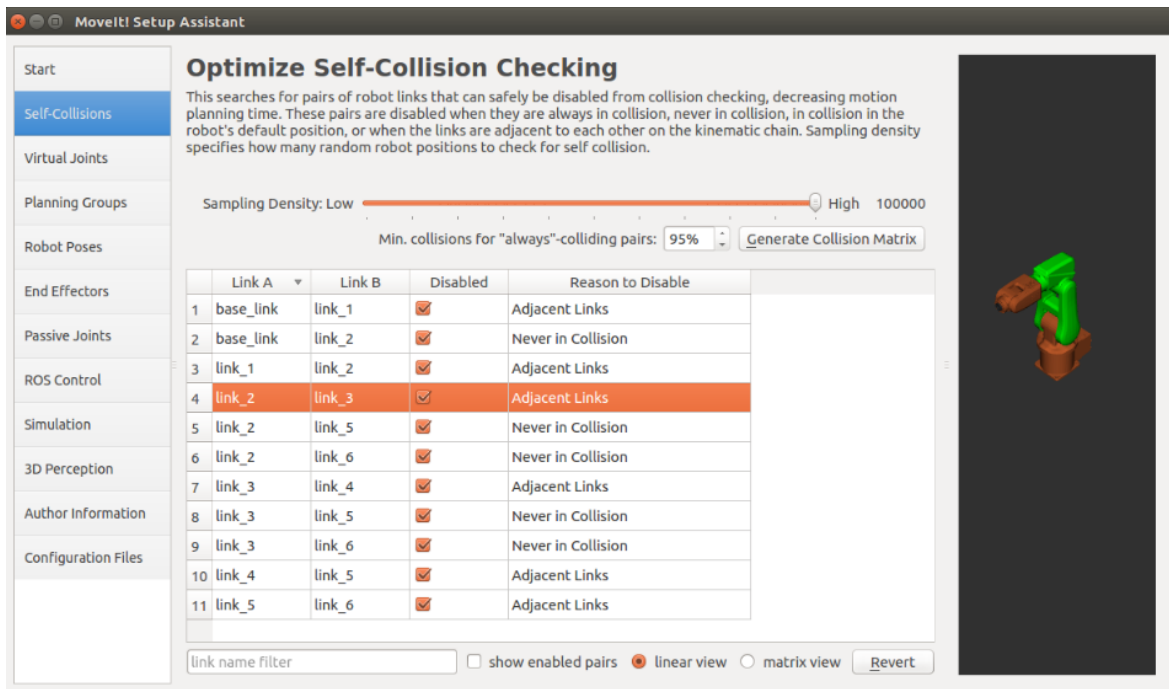 MoveIt! Setup Assistant
Start
Self-Collisions
Virtual Joints
Planning Groups
Robot Poses
End Effectors
Passive Joints
ROS Control
Simulation
3D Perception
Author Information
Configuration Files
Optimize Self-Collision Checking
This searches for pairs of robot links that can safely be disabled from collision checking, decreasing motion
planning time. These pairs are disabled when they are always in collision, never in collision, in collision in the
robot's default position, or when the links are adjacent to each other on the kinematic chain. Sampling density
specifies how many random robot positions to check for self collision.
Sampling Density: Low High 100000
Min. collisions for "always"-colliding pairs: 95% Generate Collision Matrix
Link A Link B Disabled Reason to Disable
1 base_link link_1 Adjacent Links
2 base_link link_2 Never in Collision
3 link_1 link_2 Adjacent Links
4 link_2 link_3 Adjacent Links
5 link_2 link_5 Never in Collision
6 link_2 link_6 Never in Collision
7 link_3 link_4 Adjacent Links
8 link_3 link_5 Never in Collision
9 link_3 link_6 Never in Collision
10 link_4 link_5 Adjacent Links
11 link_5 link_6 Adjacent Links
link name filter show enabled pairs linear view matrix view Revert